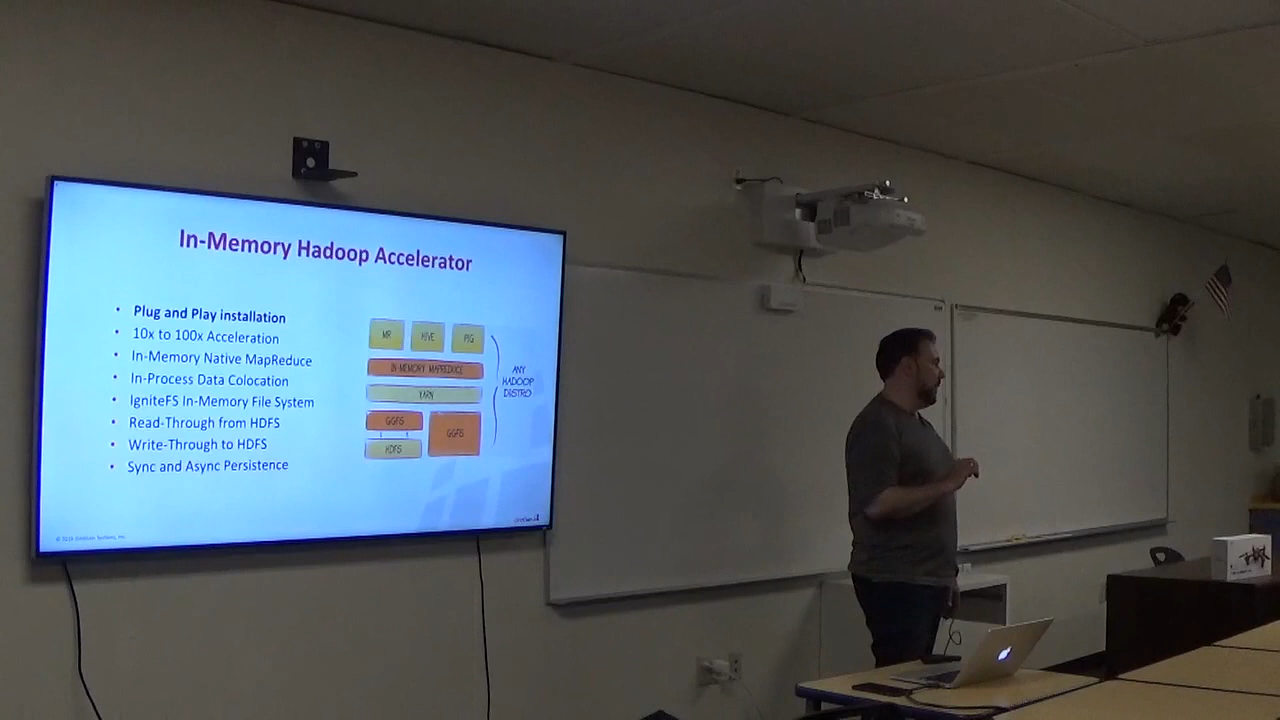 In-Memory Hadoop Accelerator
• Plug and Play installation
• 10x to 100x Acceleration
• In-Memory Native MapReduce
• In-Process Data Colocation
• IgniteFS In-Memory File System
• Read-Through from HDFS
• Write-Through to HDFS
• Sync and Async Persistence
MR HIVE PIG
IN-MEMORY MAPREDUCE
YARN
GGFS
GGFS
HDFS
ANY
HADOOP
DISTRO